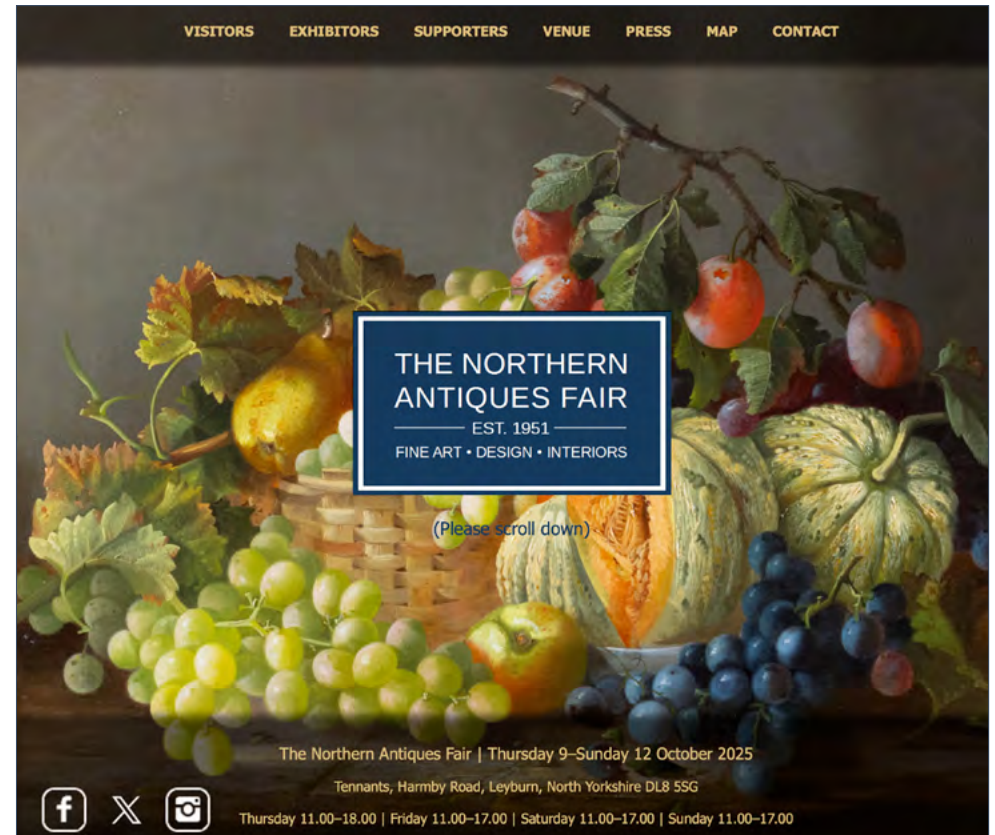 VISITORS EXHIBITORS SUPPORTERS VENUE PRESS MAP CONTACT
THE NORTHERN
ANTIQUES FAIR
EST. 1951
FINE ART • DESIGN • INTERIORS
(Please scroll down)
The Northern Antiques Fair | Thursday 9–Sunday 12 October 2025
Tennants, Harmby Road, Leyburn, North Yorkshire DL8 5SG
Thursday 11.00–18.00 | Friday 11.00–17.00 | Saturday 11.00–17.00 | Sunday 11.00–17.00